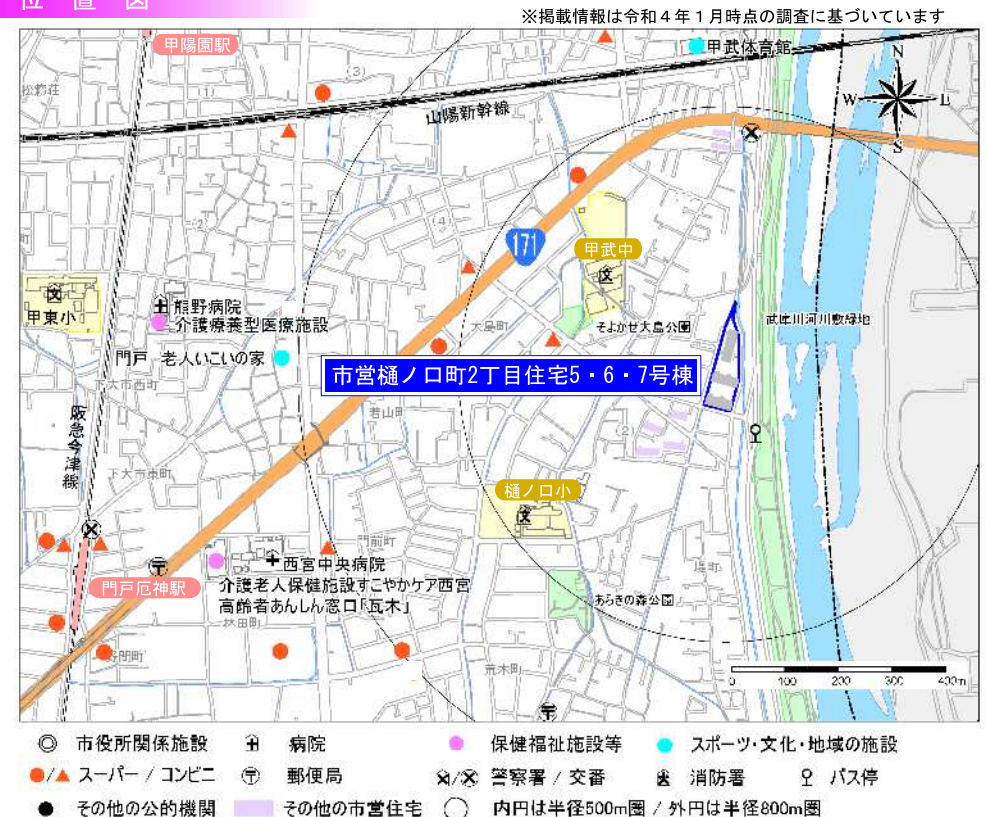 位置図
※掲載情報は令和４年１月時点の調査に基づいています
甲陽園駅
甲武体育館
N
W
E
S
(3)
(1)
山陽新幹線
(2)
(4)
171
甲武中
甲東小
熊野病院
介護療養型医療施設
大島町
そよかせ大島公園
武庫川河川敷緑地
門戸 老人いこいの家
市営樋ノ口町2丁目住宅5・6・7号棟
下大市西町
若山町
(2)
阪急今津線
下大市東町
樋ノ口小
門前町
西宮中央病院
堤町
門戸厄神駅
介護老人保健施設すこやかケア西宮
高齢者あんしん窓口「瓦木」
あらきの森公園
林田町
荒木町
0 100 200 300 400m
市役所関係施設
病院
保健福祉施設等
スポーツ・文化・地域の施設
スーパー / コンビニ
郵便局
警察署 / 交番
消防署
バス停
その他の公的機関
その他の市営住宅
内円は半径500m圏 / 外円は半径800m圏